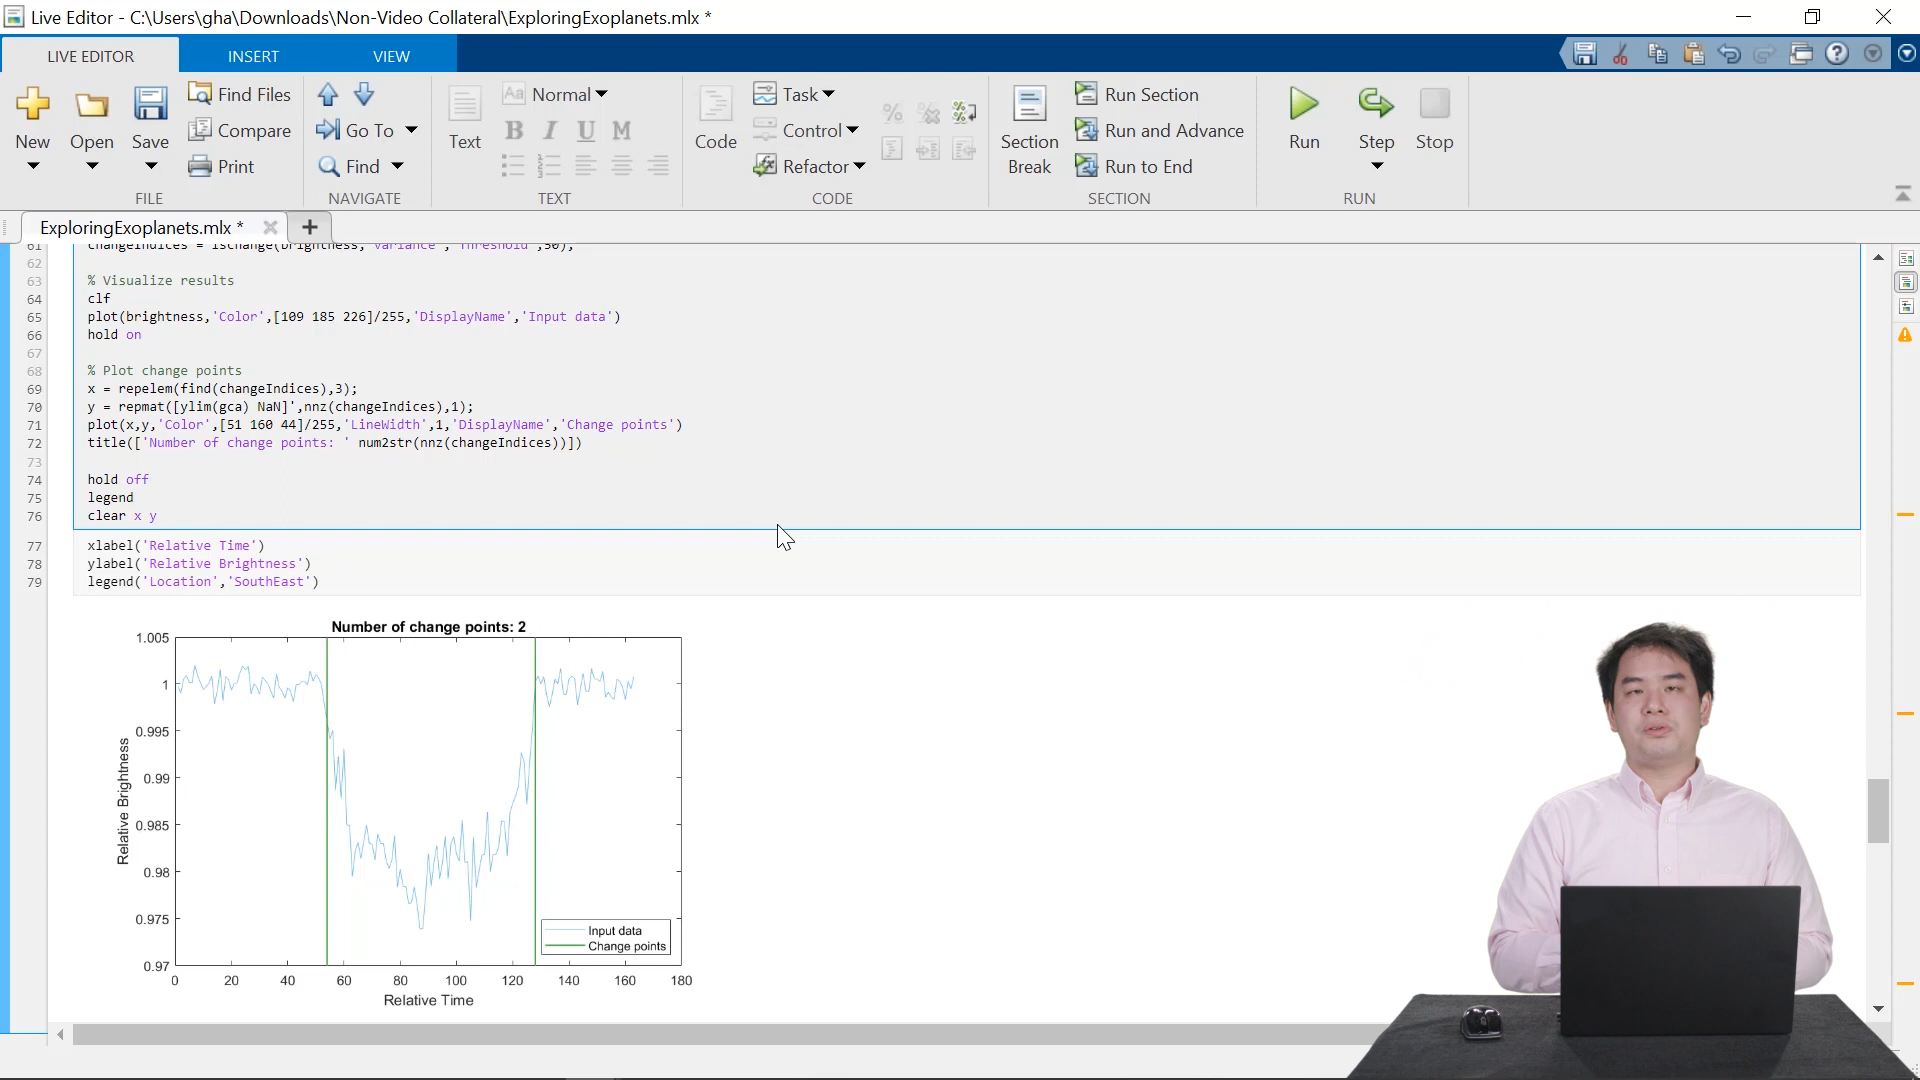 Live Editor - C:\Users\gha\Downloads\Non-Video Collateral\ExploringExoplanets.mlx *
LIVE EDITOR INSERT VIEW
New
Open
Save
Find Files
Compare
Print
FILE
Go To
Find
NAVIGATE
Text
Aa Normal
B I U M
TEXT
Code
Task
Control
Refactor
CODE
Section
Break
Run Section
Run and Advance
Run to End
SECTION
Run
Step
Stop
RUN
ExploringExoplanets.mlx *
61 changeIndices = ischange(brightness,'variance','Threshold',50);
62
63 % Visualize results
64 clf
65 plot(brightness,'Color',[109 185 226]/255,'DisplayName','Input data')
66 hold on
67
68 % Plot change points
69 x = repelem(find(changeIndices),3);
70 y = repmat([ylim(gca) NaN]',nnz(changeIndices),1);
71 plot(x,y,'Color',[51 160 44]/255,'LineWidth',1,'DisplayName','Change points')
72 title(['Number of change points: ' num2str(nnz(changeIndices))])
73
74 hold off
75 legend
76 clear x y
77 xlabel('Relative Time')
78 ylabel('Relative Brightness')
79 legend('Location','SouthEast')
Number of change points: 2
1.005
1
0.995
0.99
0.985
0.98
0.975
0.97
Relative Brightness
Input data
Change points
0 20 40 60 80 100 120 140 160 180
Relative Time